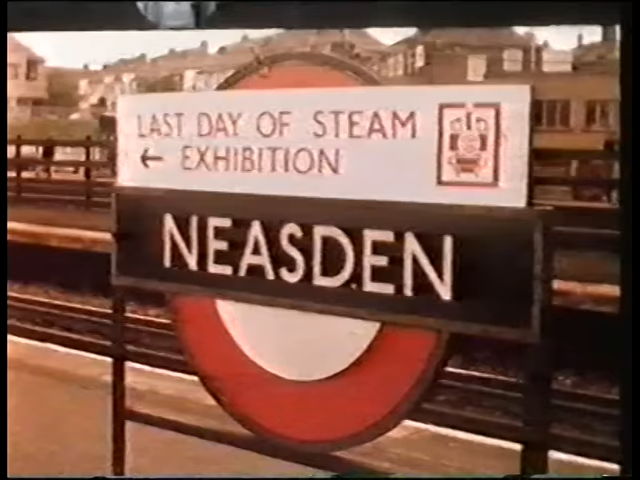 LAST DAY OF STEAM
← EXHIBITION
NEASDEN